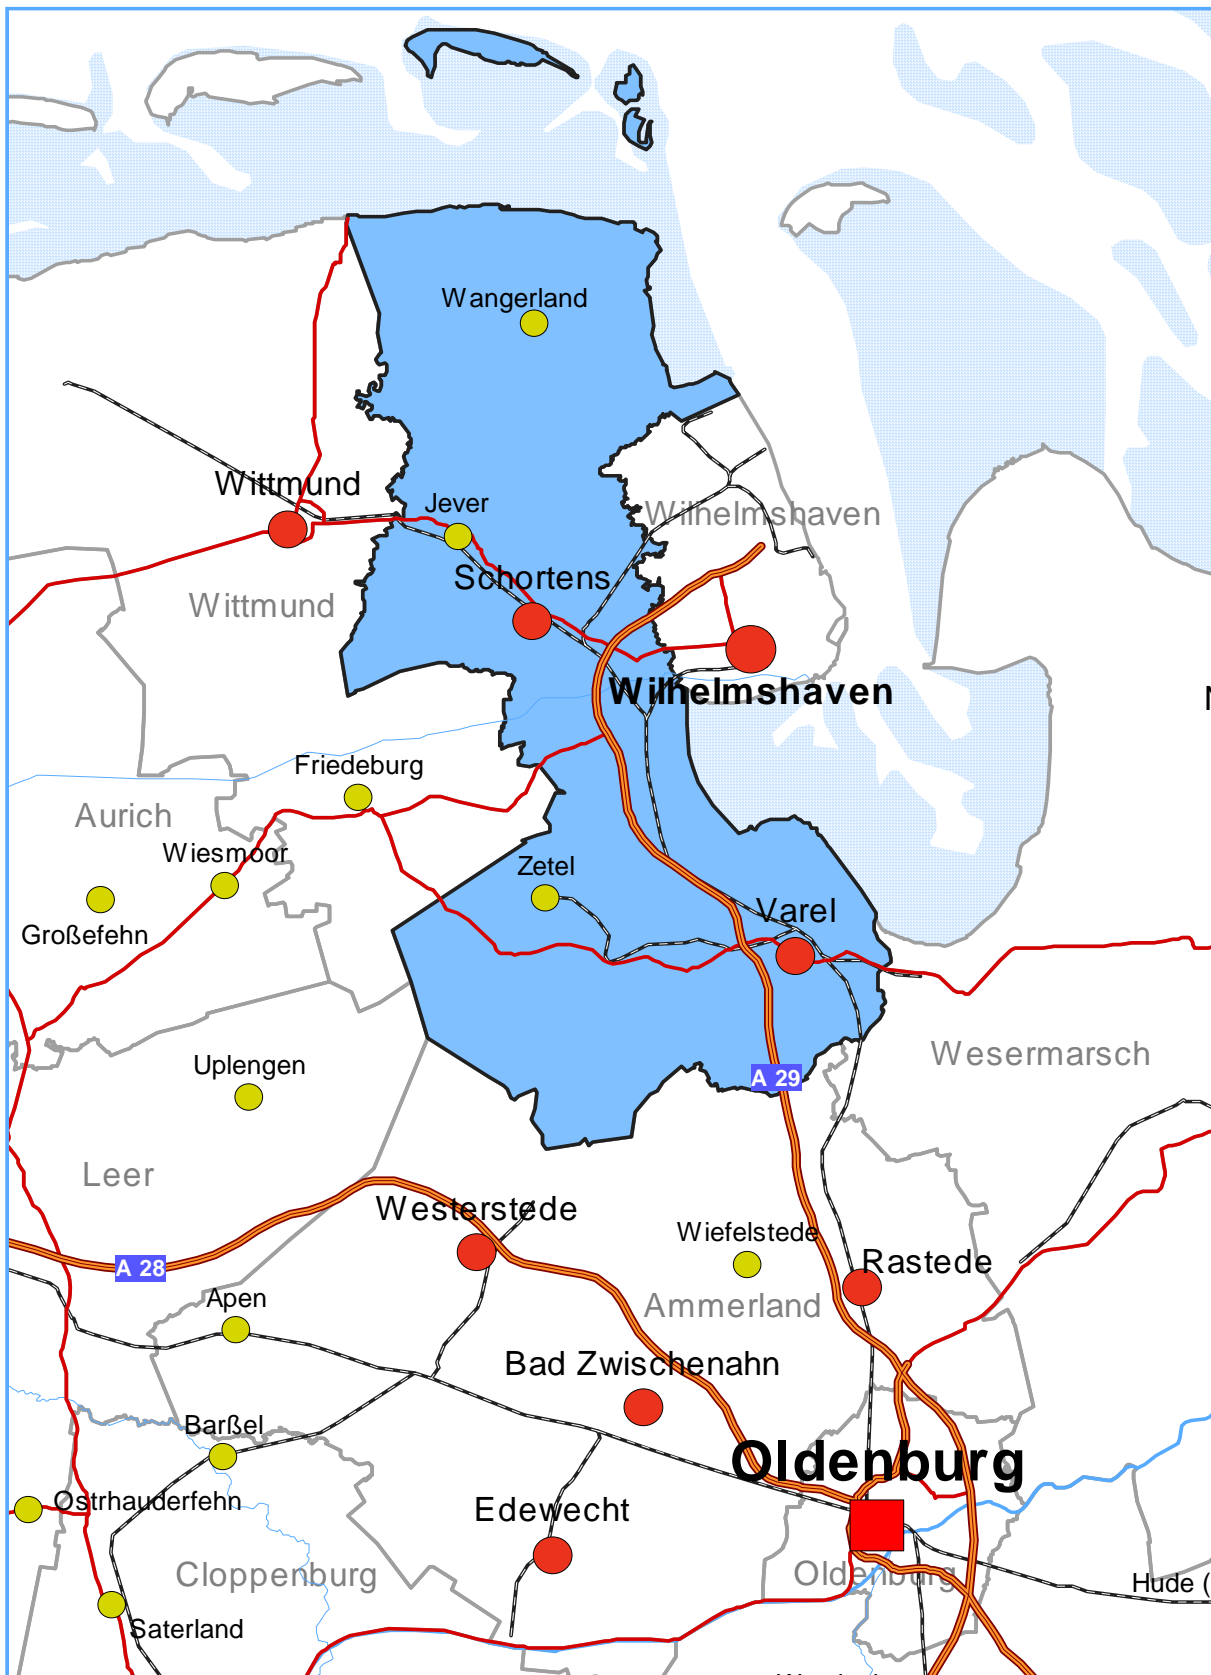 Wangerland
Wittmund
Jever
Wilhelmshaven
Schortens
Wittmund
Wilhelmshaven
Friedeburg
Aurich
Wiesmoor
Zetel
Varel
Großefehn
Wesermarsch
Uplengen
A 29
Leer
Westerstede
Wiefelstede
A 28
Rastede
Apen
Ammerland
Bad Zwischenahn
Barßel
Oldenburg
Ostrhauderfehn
Edewecht
Cloppenburg
Oldenburg
Hude (
Saterland